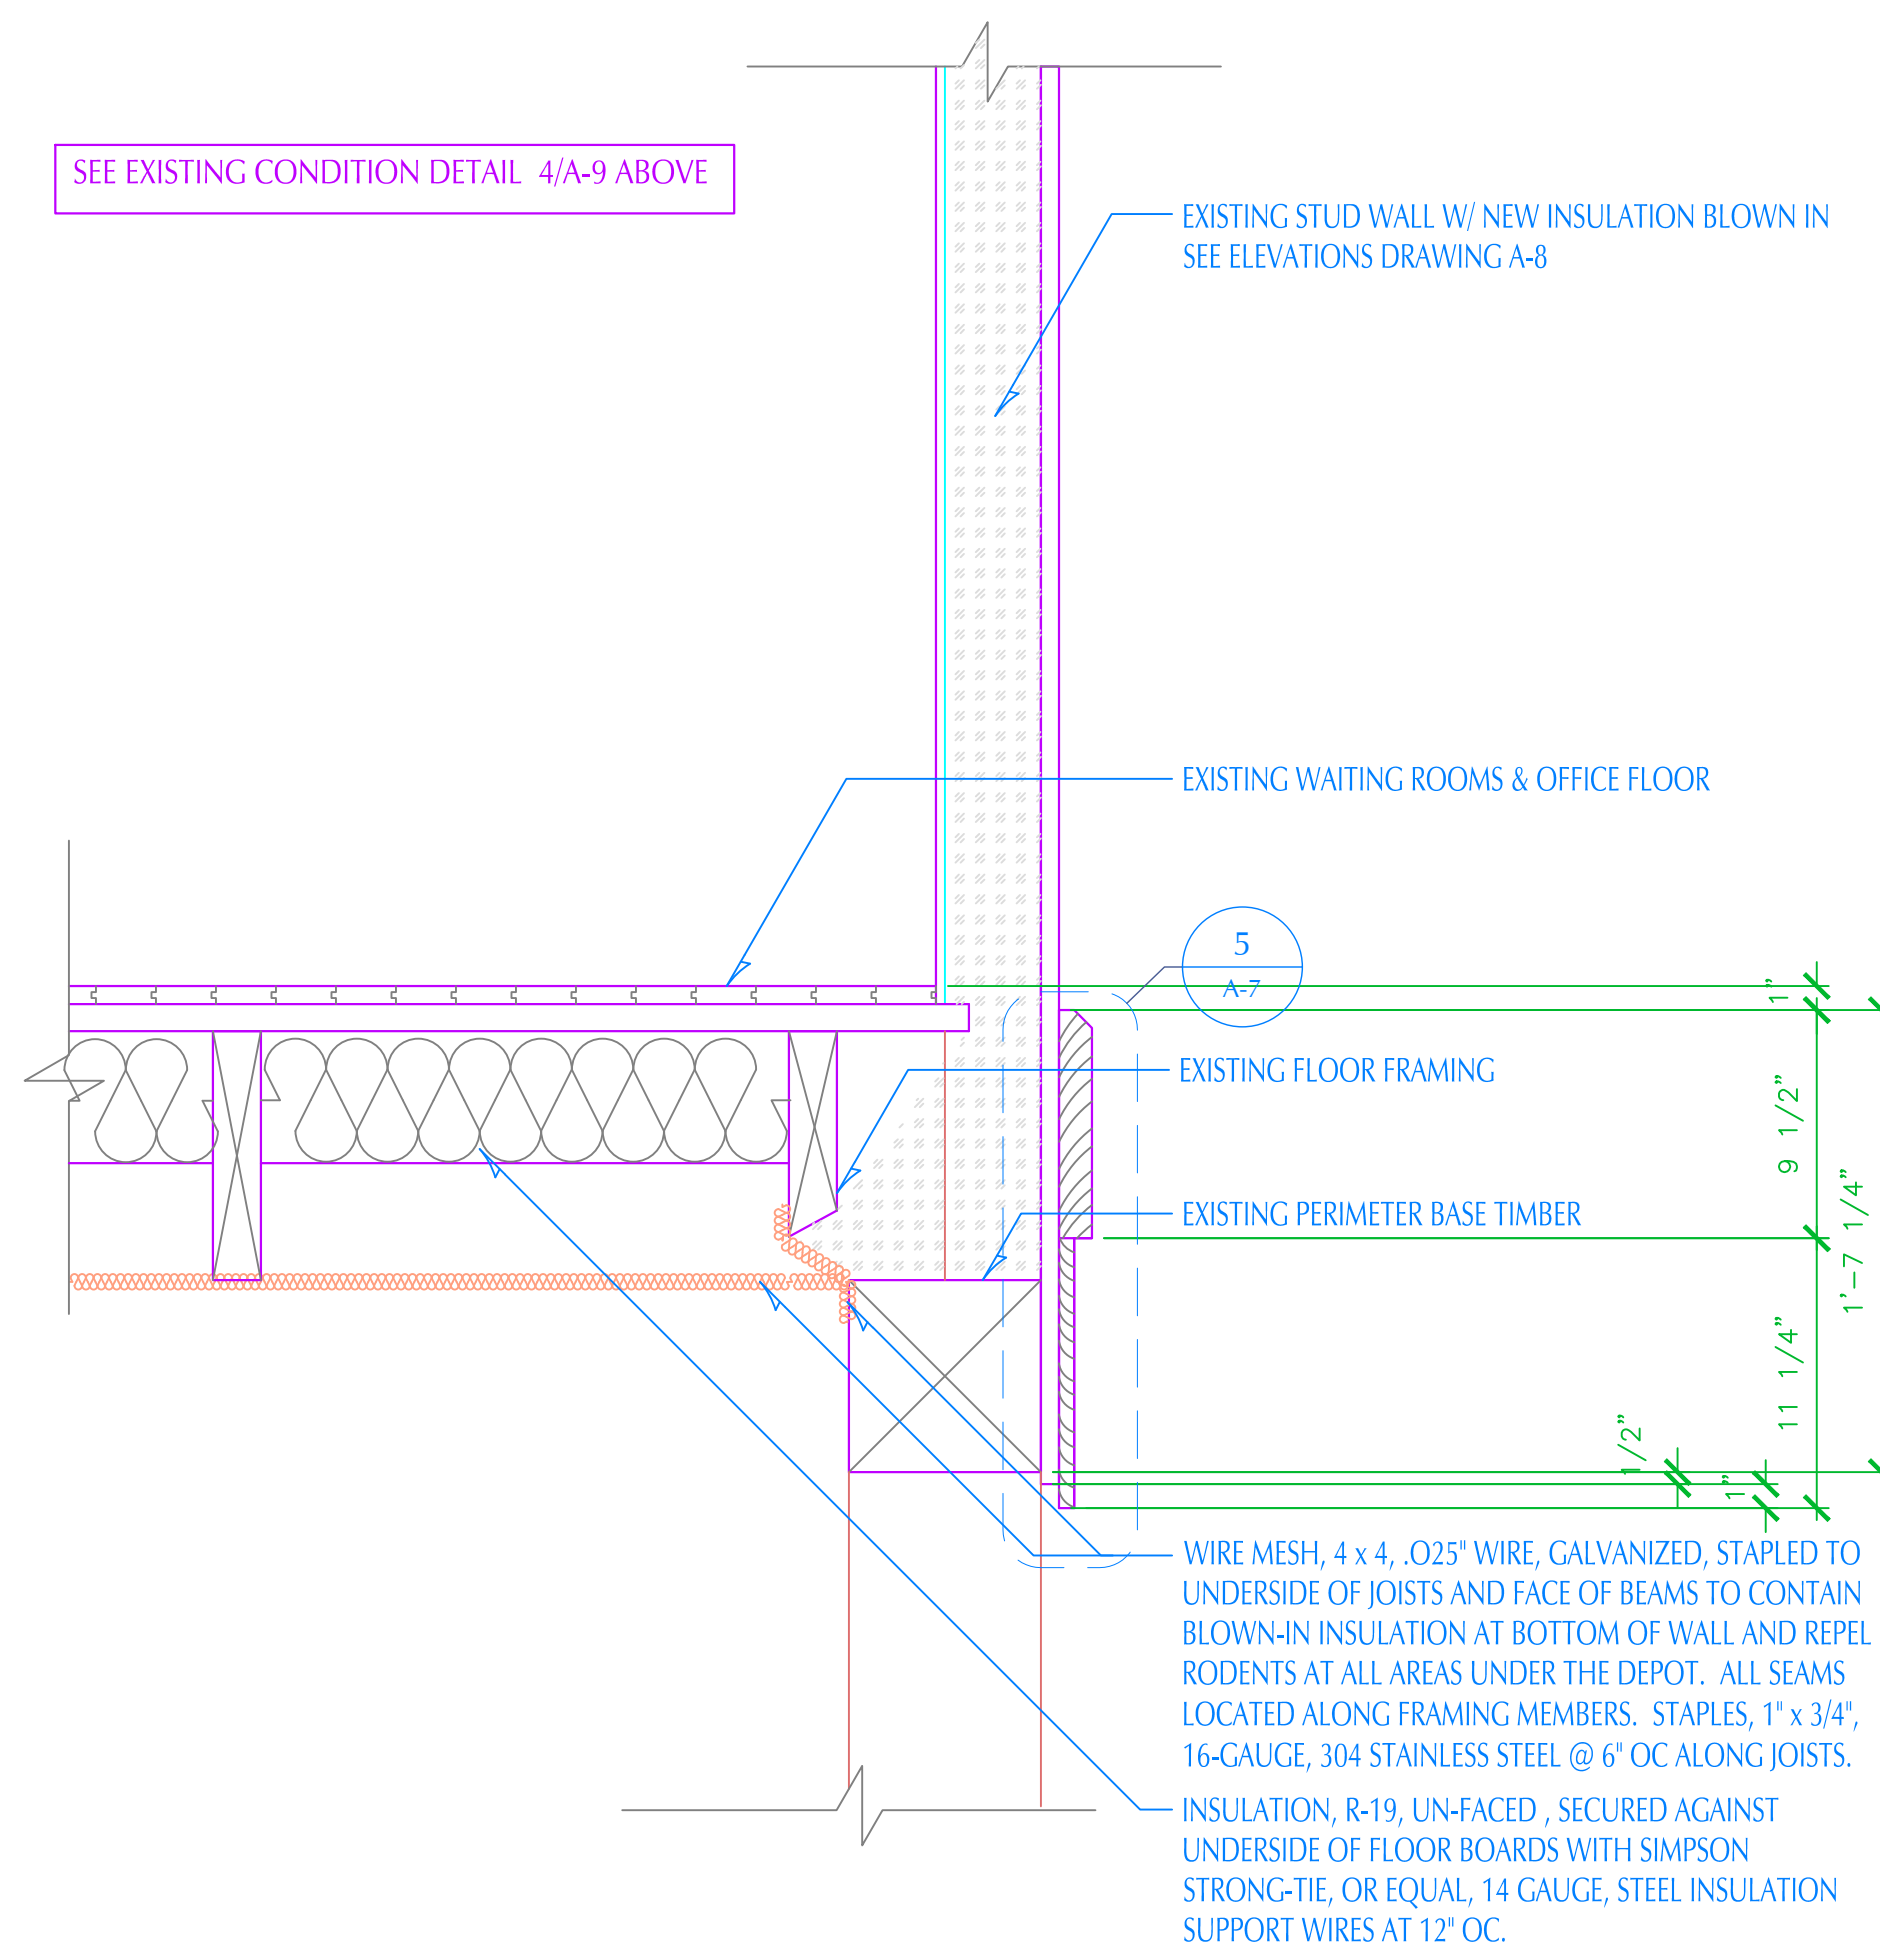 SEE EXISTING CONDITION DETAIL 4/A-9 ABOVE
EXISTING STUD WALL W/ NEW INSULATION BLOWN IN
SEE ELEVATIONS DRAWING A-8
EXISTING WAITING ROOMS & OFFICE FLOOR
5
A-7
1"
EXISTING FLOOR FRAMING
9 1/2"
EXISTING PERIMETER BASE TIMBER
1'-7 1/4"
11 1/4"
1/2"
1"
WIRE MESH, 4 x 4, .O25" WIRE, GALVANIZED, STAPLED TO
UNDERSIDE OF JOISTS AND FACE OF BEAMS TO CONTAIN
BLOWN-IN INSULATION AT BOTTOM OF WALL AND REPEL
RODENTS AT ALL AREAS UNDER THE DEPOT. ALL SEAMS
LOCATED ALONG FRAMING MEMBERS. STAPLES, 1" x 3/4",
16-GAUGE, 304 STAINLESS STEEL @ 6" OC ALONG JOISTS.
INSULATION, R-19, UN-FACED , SECURED AGAINST
UNDERSIDE OF FLOOR BOARDS WITH SIMPSON
STRONG-TIE, OR EQUAL, 14 GAUGE, STEEL INSULATION
SUPPORT WIRES AT 12" OC.